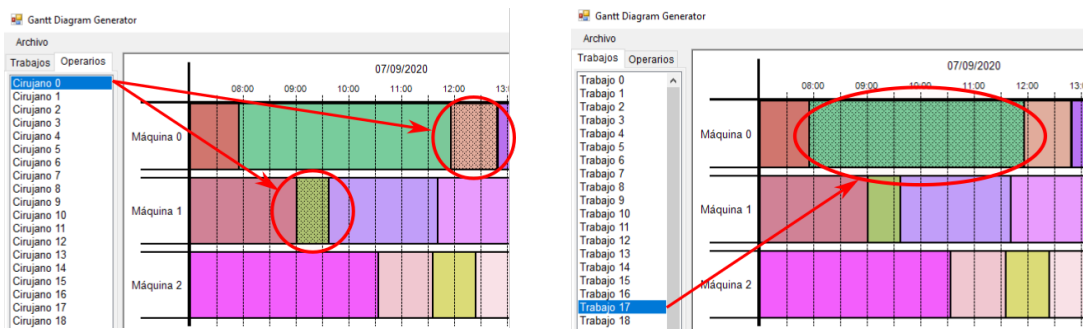 Gantt Diagram Generator
Archivo
Trabajos Operarios
Cirujano 0
Cirujano 1
Cirujano 2
Cirujano 3
Cirujano 4
Cirujano 5
Cirujano 6
Cirujano 7
Cirujano 8
Cirujano 9
Cirujano 10
Cirujano 11
Cirujano 12
Cirujano 13
Cirujano 14
Cirujano 15
Cirujano 16
Cirujano 17
Cirujano 18
07/09/2020
08:00 09:00 10:00 11:00 12:00 13:
Máquina 0
Máquina 1
Máquina 2
Gantt Diagram Generator
Archivo
Trabajos Operarios
Trabajo 0
Trabajo 1
Trabajo 2
Trabajo 3
Trabajo 4
Trabajo 5
Trabajo 6
Trabajo 7
Trabajo 8
Trabajo 9
Trabajo 10
Trabajo 11
Trabajo 12
Trabajo 13
Trabajo 14
Trabajo 15
Trabajo 16
Trabajo 17
Trabajo 18
07/09/2020
08:00 09:00 10:00 11:00 12:00 13:
Máquina 0
Máquina 1
Máquina 2